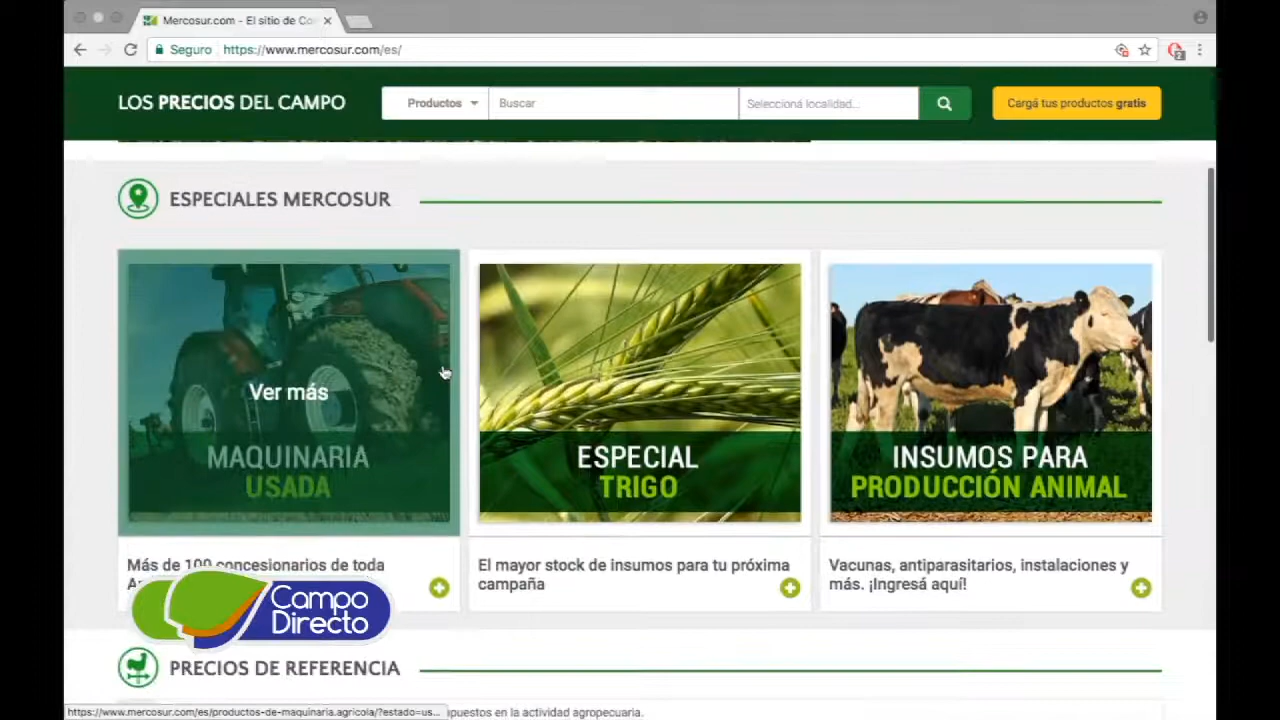 Mercosur.com - El sitio de Co
Seguro https://www.mercosur.com/es/
LOS PRECIOS DEL CAMPO
Productos
Buscar
Seleccioná localidad...
Cargá tus productos gratis
ESPECIALES MERCOSUR
Ver más
MAQUINARIA
USADA
ESPECIAL
TRIGO
INSUMOS PARA
PRODUCCIÓN ANIMAL
Más de 100 concesionarios de toda
El mayor stock de insumos para tu próxima
campaña
Vacunas, antiparasitarios, instalaciones y
más. ¡Ingresá aquí!
Campo
Directo
PRECIOS DE REFERENCIA
https://www.mercosur.com/es/productos-de-maquinaria.agricola/?estado=us...
en la actividad agropecuaria.